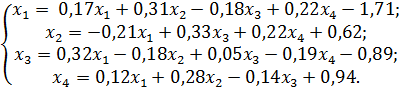 x₁ = 0,17x₁ + 0,31x₂ − 0,18x₃ + 0,22x₄ − 1,71;
x₂ = −0,21x₁ + 0,33x₃ + 0,22x₄ + 0,62;
x₃ = 0,32x₁ − 0,18x₂ + 0,05x₃ − 0,19x₄ − 0,89;
x₄ = 0,12x₁ + 0,28x₂ − 0,14x₃ + 0,94.